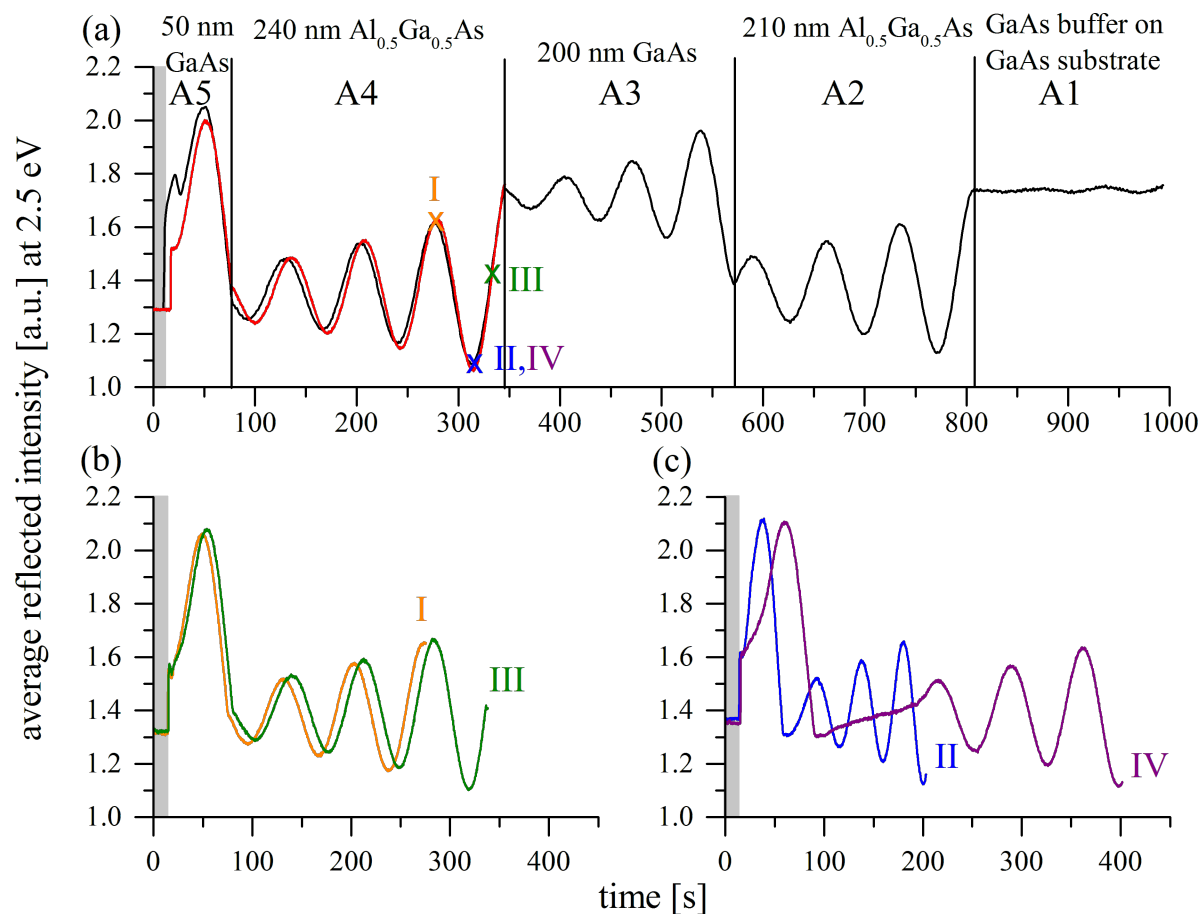 (a)
50 nm
GaAs
240 nm Al0.5Ga0.5As
200 nm GaAs
210 nm Al0.5Ga0.5As
GaAs buffer on
GaAs substrate
A5
A4
A3
A2
A1
2.2
2.0
1.8
1.6
1.4
1.2
1.0
I
X
X III
X II,IV
0 100 200 300 400 500 600 700 800 900 1000
average reflected intensity [a.u.] at 2.5 eV
(b)
2.2
2.0
1.8
1.6
1.4
1.2
1.0
I
III
0 100 200 300 400
(c)
2.2
2.0
1.8
1.6
1.4
1.2
1.0
II
IV
0 100 200 300 400
time [s]